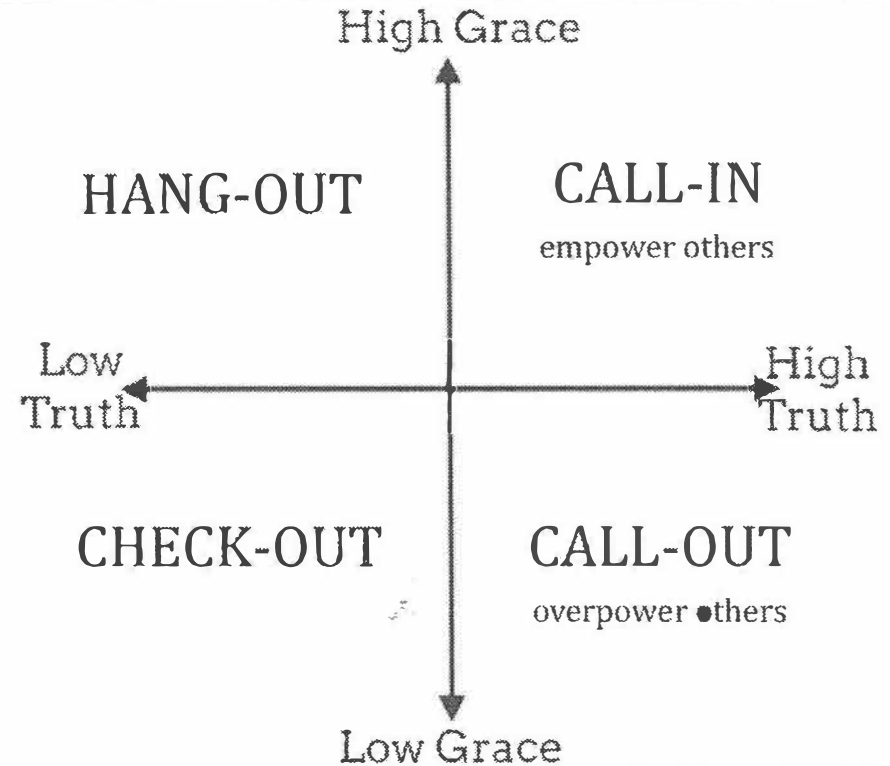 High Grace
HANG-OUT
CALL-IN
empower others
Low
Truth
High
Truth
CHECK-OUT
CALL-OUT
overpower others
Low Grace